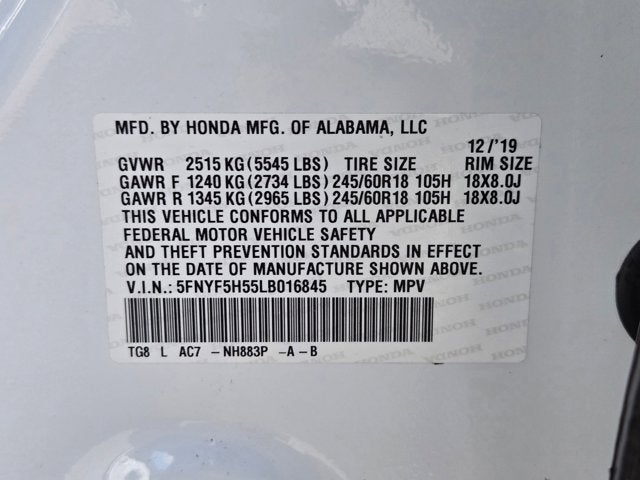 MFD. BY HONDA MFG. OF ALABAMA, LLC
12/'19
GVWR 2515 KG (5545 LBS) TIRE SIZE RIM SIZE
GAWR F 1240 KG (2734 LBS) 245/60R18 105H 18X8.0J
GAWR R 1345 KG (2965 LBS) 245/60R18 105H 18X8.0J
THIS VEHICLE CONFORMS TO ALL APPLICABLE
FEDERAL MOTOR VEHICLE SAFETY
AND THEFT PREVENTION STANDARDS IN EFFECT
ON THE DATE OF MANUFACTURE SHOWN ABOVE.
V.I.N.: 5FNYF5H55LB016845 TYPE: MPV
TG8 L AC7 -NH883P -A-B